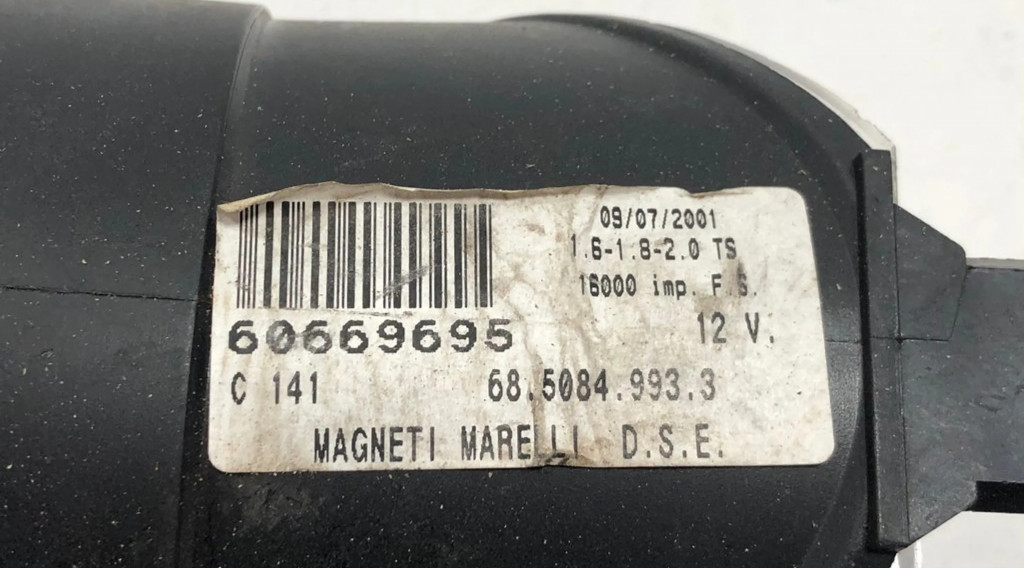 09/07/2001
1.6-1.8-2.0 TS
16000 imp. F.S.
60669695
12 V.
C 141
68.5084.993.3
MAGNETI MARELLI D.S.E.